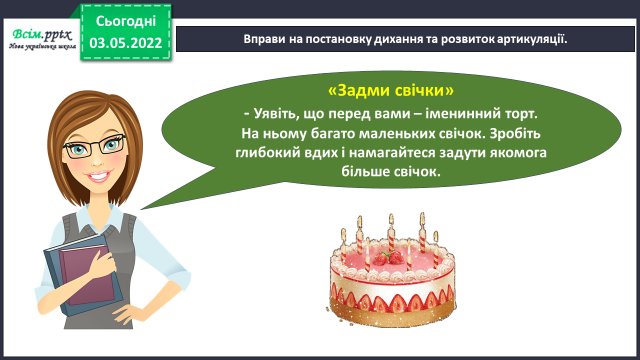 Всім.pptx
Нова українська школа
Сьогодні
03.05.2022
Вправи на постановку дихання та розвиток артикуляції.
«Задми свічки»
- Уявіть, що перед вами – іменинний торт.
На ньому багато маленьких свічок. Зробіть
глибокий вдих і намагайтеся задути якомога
більше свічок.